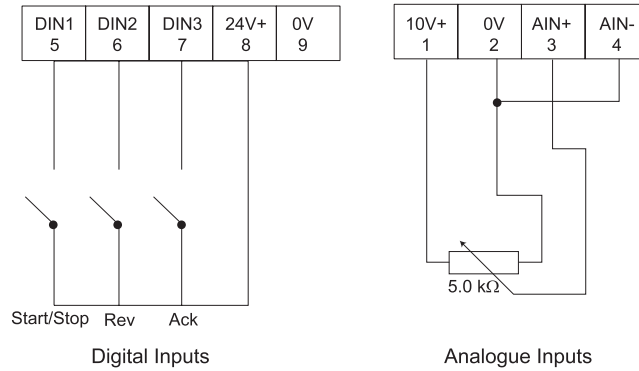 DIN1 DIN2 DIN3 24V+ 0V
5 6 7 8 9
Start/Stop Rev Ack
Digital Inputs
10V+ 0V AIN+ AIN-
1 2 3 4
5.0 kΩ
Analogue Inputs